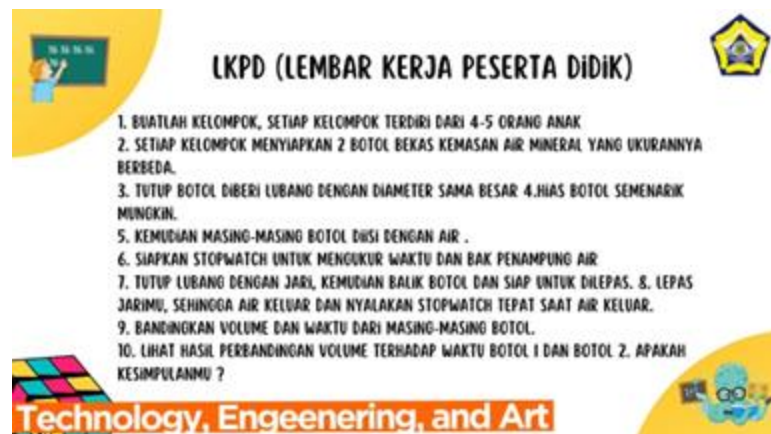 LKPD (LEMBAR KERJA PESERTA DIDIK)
1. BUATLAH KELOMPOK, SETIAP KELOMPOK TERDIRI DARI 4-5 ORANG ANAK
2. SETIAP KELOMPOK MENYIAPKAN 2 BOTOL BEKAS KEMASAN AIR MINERAL YANG UKURANNYA
BERBEDA.
3. TUTUP BOTOL DIBERI LUBANG DENGAN DIAMETER SAMA BESAR 4.HIAS BOTOL SEMENARIK
MUNGKIN.
5. KEMUDIAN MASING-MASING BOTOL DIISI DENGAN AIR .
6. SIAPKAN STOPWATCH UNTUK MENGUKUR WAKTU DAN BAK PENAMPUNG AIR
7. TUTUP LUBANG DENGAN JARI, KEMUDIAN BALIK BOTOL DAN SIAP UNTUK DILEPAS. 8. LEPAS
JARIMU, SEHINGGA AIR KELUAR DAN NYALAKAN STOPWATCH TEPAT SAAT AIR KELUAR.
9. BANDINGKAN VOLUME DAN WAKTU DARI MASING-MASING BOTOL.
10. LIHAT HASIL PERBANDINGAN VOLUME TERHADAP WAKTU BOTOL 1 DAN BOTOL 2. APAKAH
KESIMPULANMU ?
Technology, Engeenering, and Art